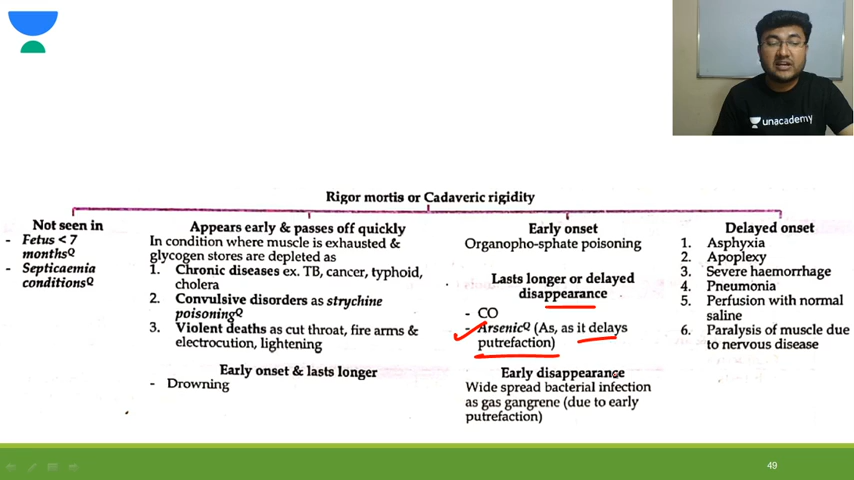 unacademy
Rigor mortis or Cadaveric rigidity
Not seen in
- Fetus < 7
monthsQ
- Septicaemia
conditionsQ
Appears early & passes off quickly
In condition where muscle is exhausted &
glycogen stores are depleted as
1. Chronic diseases ex. TB, cancer, typhoid,
cholera
2. Convulsive disorders as strychine
poisoningQ
3. Violent deaths as cut throat, fire arms &
electrocution, lightening
Early onset & lasts longer
- Drowning
Early onset
Organopho-sphate poisoning
Lasts longer or delayed
disappearance
- CO
- ArsenicQ (As, as it delays
putrefaction)
Early disappearance
Wide spread bacterial infection
as gas gangrene (due to early
putrefaction)
Delayed onset
1. Asphyxia
2. Apoplexy
3. Severe haemorrhage
4. Pneumonia
5. Perfusion with normal
saline
6. Paralysis of muscle due
to nervous disease
49